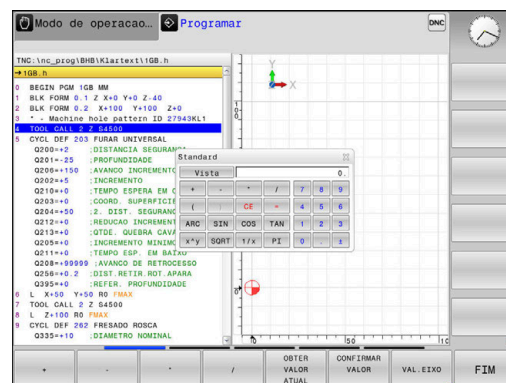 Modo de operacao...
Programar
DNC
TNC:\nc_prog\BHB\Klartext\1GB.h
→1GB.h
0 BEGIN PGM 1GB MM
1 BLK FORM 0.1 Z X+0 Y+0 Z-40
2 BLK FORM 0.2 X+100 Y+100 Z+0
3 * - Machine hole pattern ID 27943KL1
4 TOOL CALL 2 Z S4500
5 CYCL DEF 203 FURAR UNIVERSAL
Q200=+2 ;DISTANCIA SEGURANCA
Q201=-25 ;PROFUNDIDADE
Q206=+150 ;AVANCO INCREMENTO
Q202=+5 ;INCREMENTO
Q210=+0 ;TEMPO ESPERA EM
Q203=+0 ;COORD. SUPERFICIE
Q204=+50 ;2. DIST. SEGURANC
Q212=+0 ;REDUCAO INCREMENT
Q213=+0 ;QTDE. QUEBRA CAVA
Q205=+0 ;INCREMENTO MINIMO
Q211=+0 ;TEMPO ESP. EM BAIXO
Q208=+99999 ;AVANCO DE RETROCESSO
Q256=+0.2 ;DIST.RETIR.ROT.APARA
Q395=+0 ;REFER. PROFUNDIDADE
6 L X+50 Y+50 R0 FMAX
7 TOOL CALL 2 Z S4500
8 L Z+100 R0 FMAX
9 CYCL DEF 262 FRESADO ROSCA
Q335=+10 ;DIAMETRO NOMINAL
Y
X
Standard
Vista 0.
+ - * / 7 8 9
( ) CE = 4 5 6
ARC SIN COS TAN 1 2 3
x^y SQRT 1/x PI 0 . ±
0 50
+ - * /
OBTER VALOR ATUAL
CONFIRMAR VALOR
VAL.EIXO
FIM